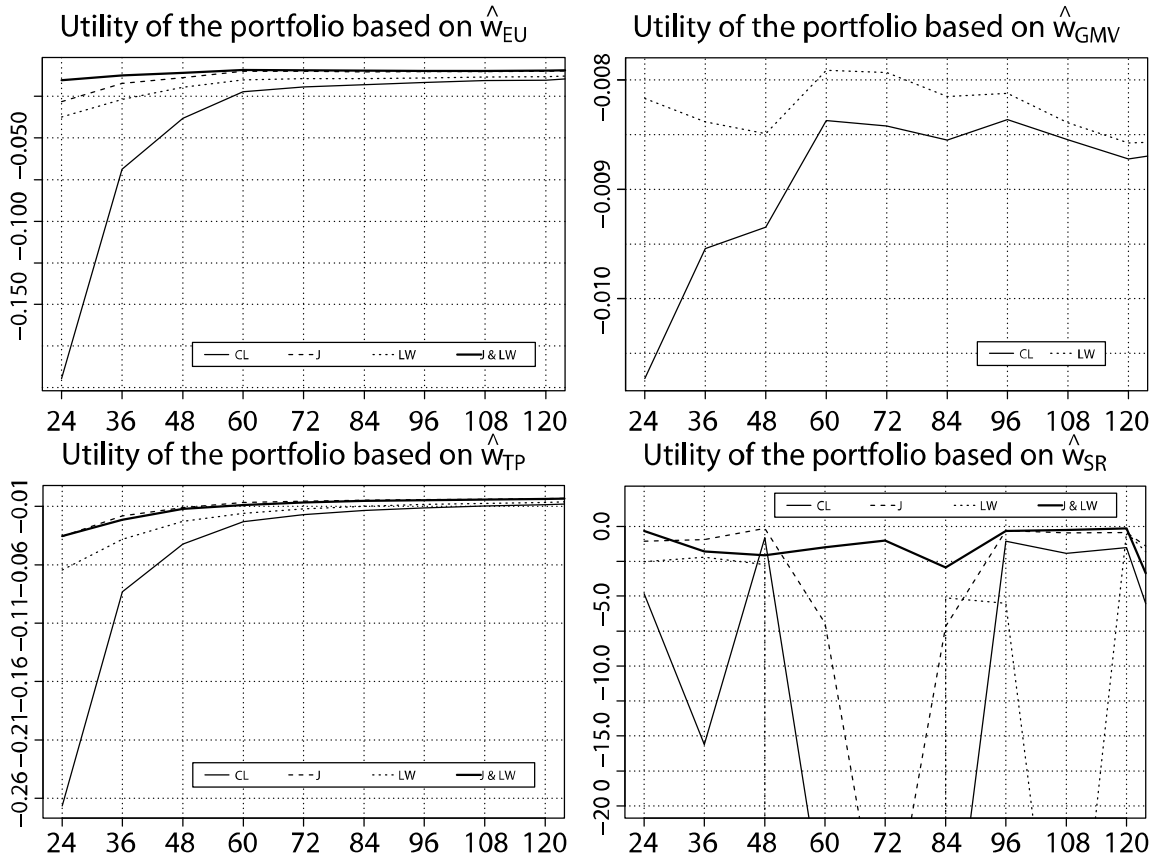 Utility of the portfolio based on ŵEU
−0.050
−0.100
−0.150
CL J LW J & LW
24 36 48 60 72 84 96 108 120
Utility of the portfolio based on ŵGMV
−0.008
−0.009
−0.010
CL LW
24 36 48 60 72 84 96 108 120
Utility of the portfolio based on ŵTP
−0.01
−0.06
−0.11
−0.16
−0.21
−0.26
CL J LW J & LW
24 36 48 60 72 84 96 108 120
Utility of the portfolio based on ŵSR
CL J LW J & LW
0.0
−5.0
−10.0
−15.0
−20.0
24 36 48 60 72 84 96 108 120